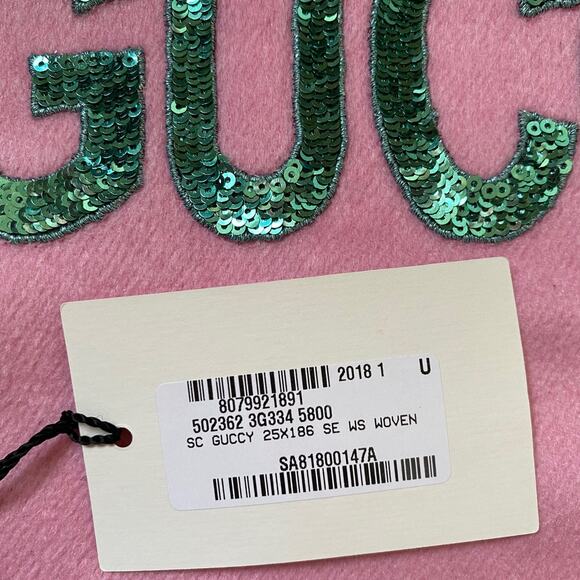 GUC
2018 1 U
8079921891
502362 3G334 5800
SC GUCCY 25X186 SE WS WOVEN
SA81800147A